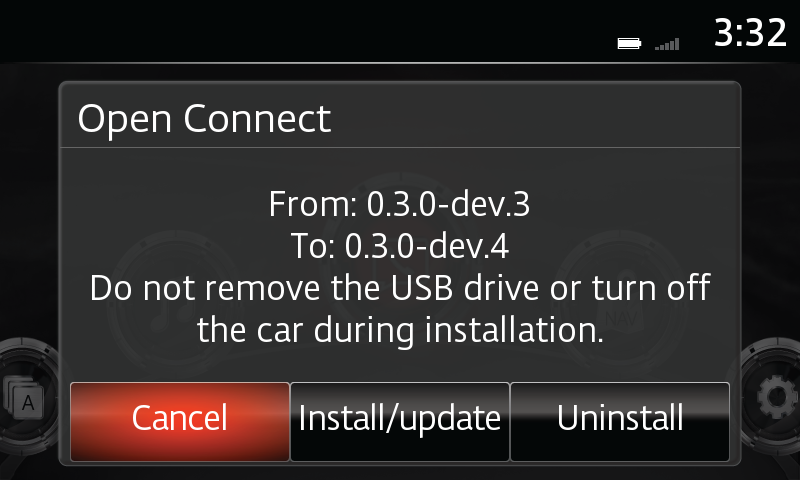 3:32
Open Connect
From: 0.3.0-dev.3
To: 0.3.0-dev.4
Do not remove the USB drive or turn off
the car during installation.
NAV
A
Cancel
Install/update
Uninstall